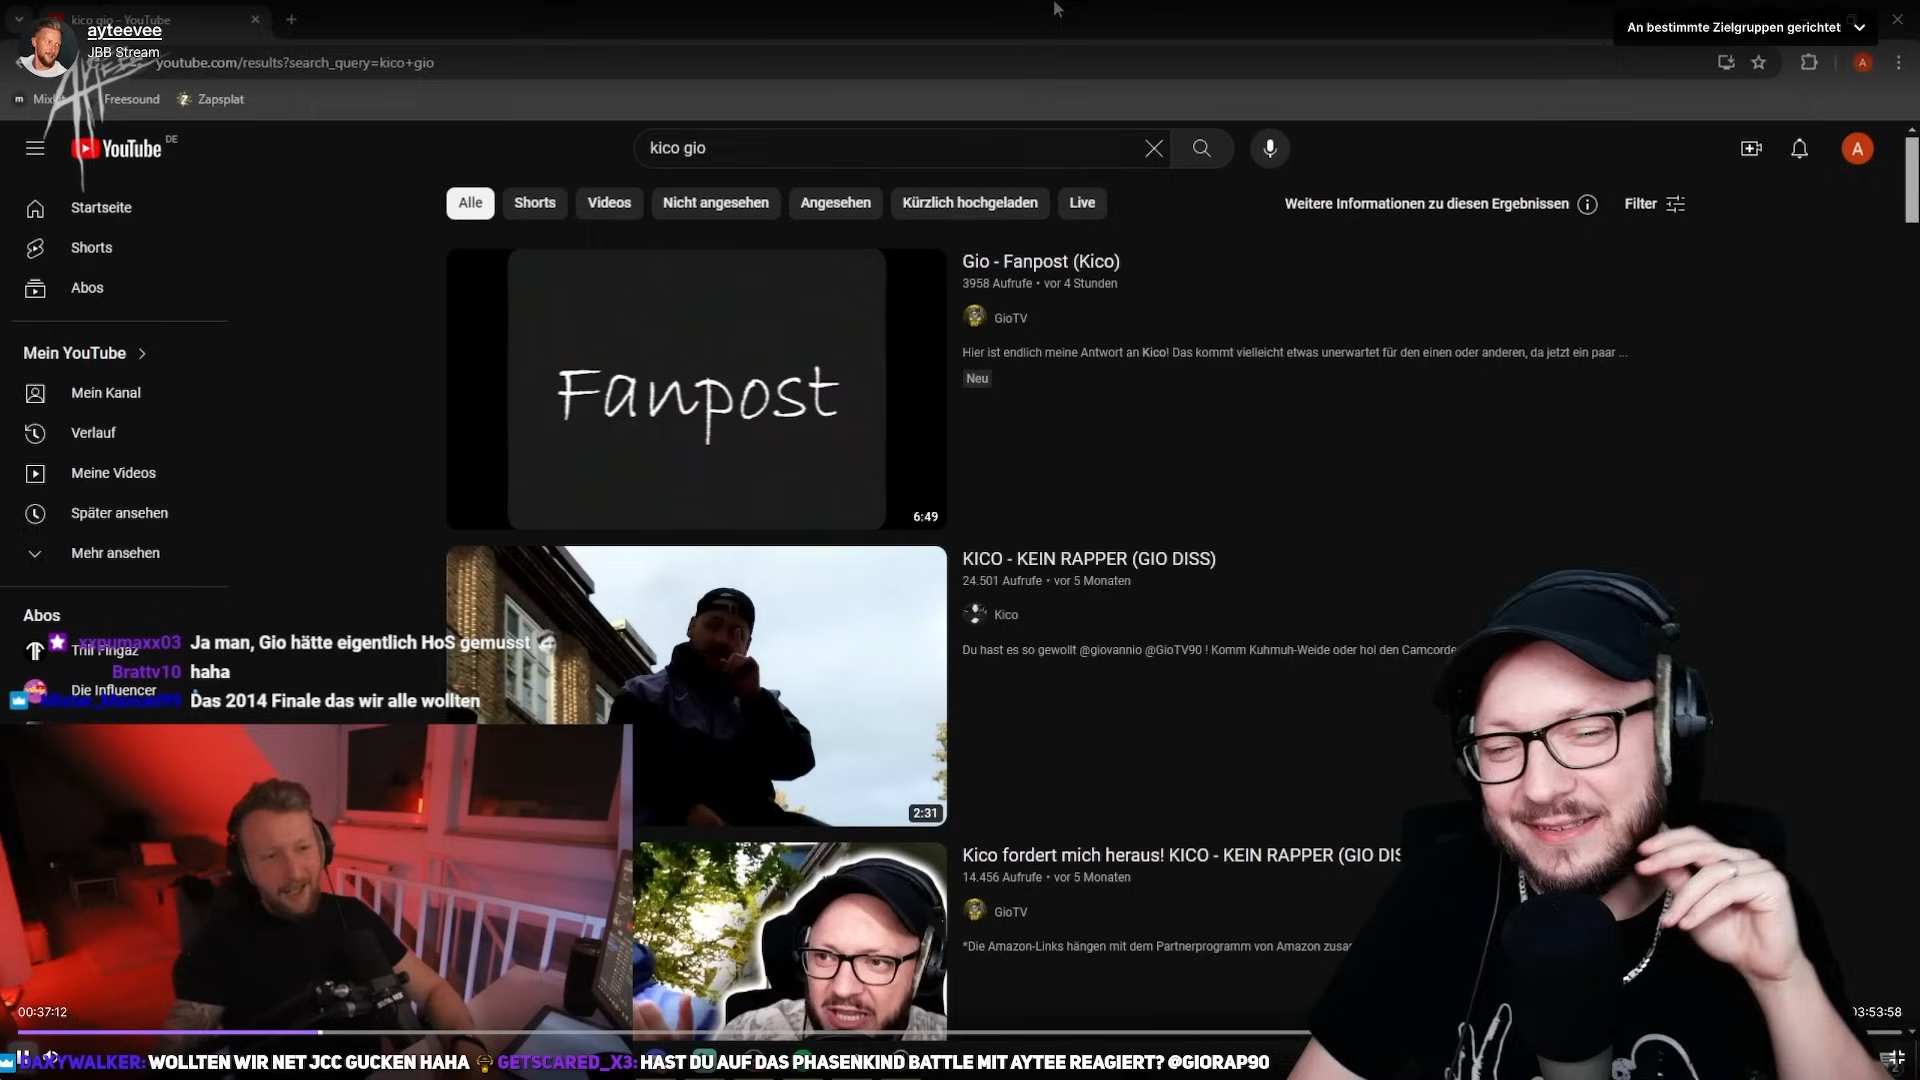 kico gio - YouTube
ayteevee
JBB Stream
An bestimmte Zielgruppen gerichtet
youtube.com/results?search_query=kico+gio
Freesound
Zapsplat
YouTube DE
kico gio
A
Alle
Shorts
Videos
Nicht angesehen
Angesehen
Kürzlich hochgeladen
Live
Weitere Informationen zu diesen Ergebnissen
Filter
Startseite
Shorts
Abos
Mein YouTube
Mein Kanal
Verlauf
Meine Videos
Später ansehen
Mehr ansehen
Abos
Die Influencer
Fanpost
6:49
Gio - Fanpost (Kico)
3958 Aufrufe • vor 4 Stunden
GioTV
Hier ist endlich meine Antwort an Kico! Das kommt vielleicht etwas unerwartet für den einen oder anderen, da jetzt ein paar ...
Neu
2:31
KICO - KEIN RAPPER (GIO DISS)
24.501 Aufrufe • vor 5 Monaten
Kico
Du hast es so gewollt @giovannio @GioTV90 ! Komm Kuhmuh-Weide oder hol den Camcorde
Kico fordert mich heraus! KICO - KEIN RAPPER (GIO DIS
14.456 Aufrufe • vor 5 Monaten
GioTV
*Die Amazon-Links hängen mit dem Partnerprogramm von Amazon zusa
xxpumaxx03 Ja man, Gio hätte eigentlich HoS gemusst
Brattv10 haha
Das 2014 Finale das wir alle wollten
00:37:12
03:53:58
DAXYWALKER: WOLLTEN WIR NET JCC GUCKEN HAHA GETSCARED_X3: HAST DU AUF DAS PHASENKIND BATTLE MIT AYTEE REAGIERT? @GIORAP90